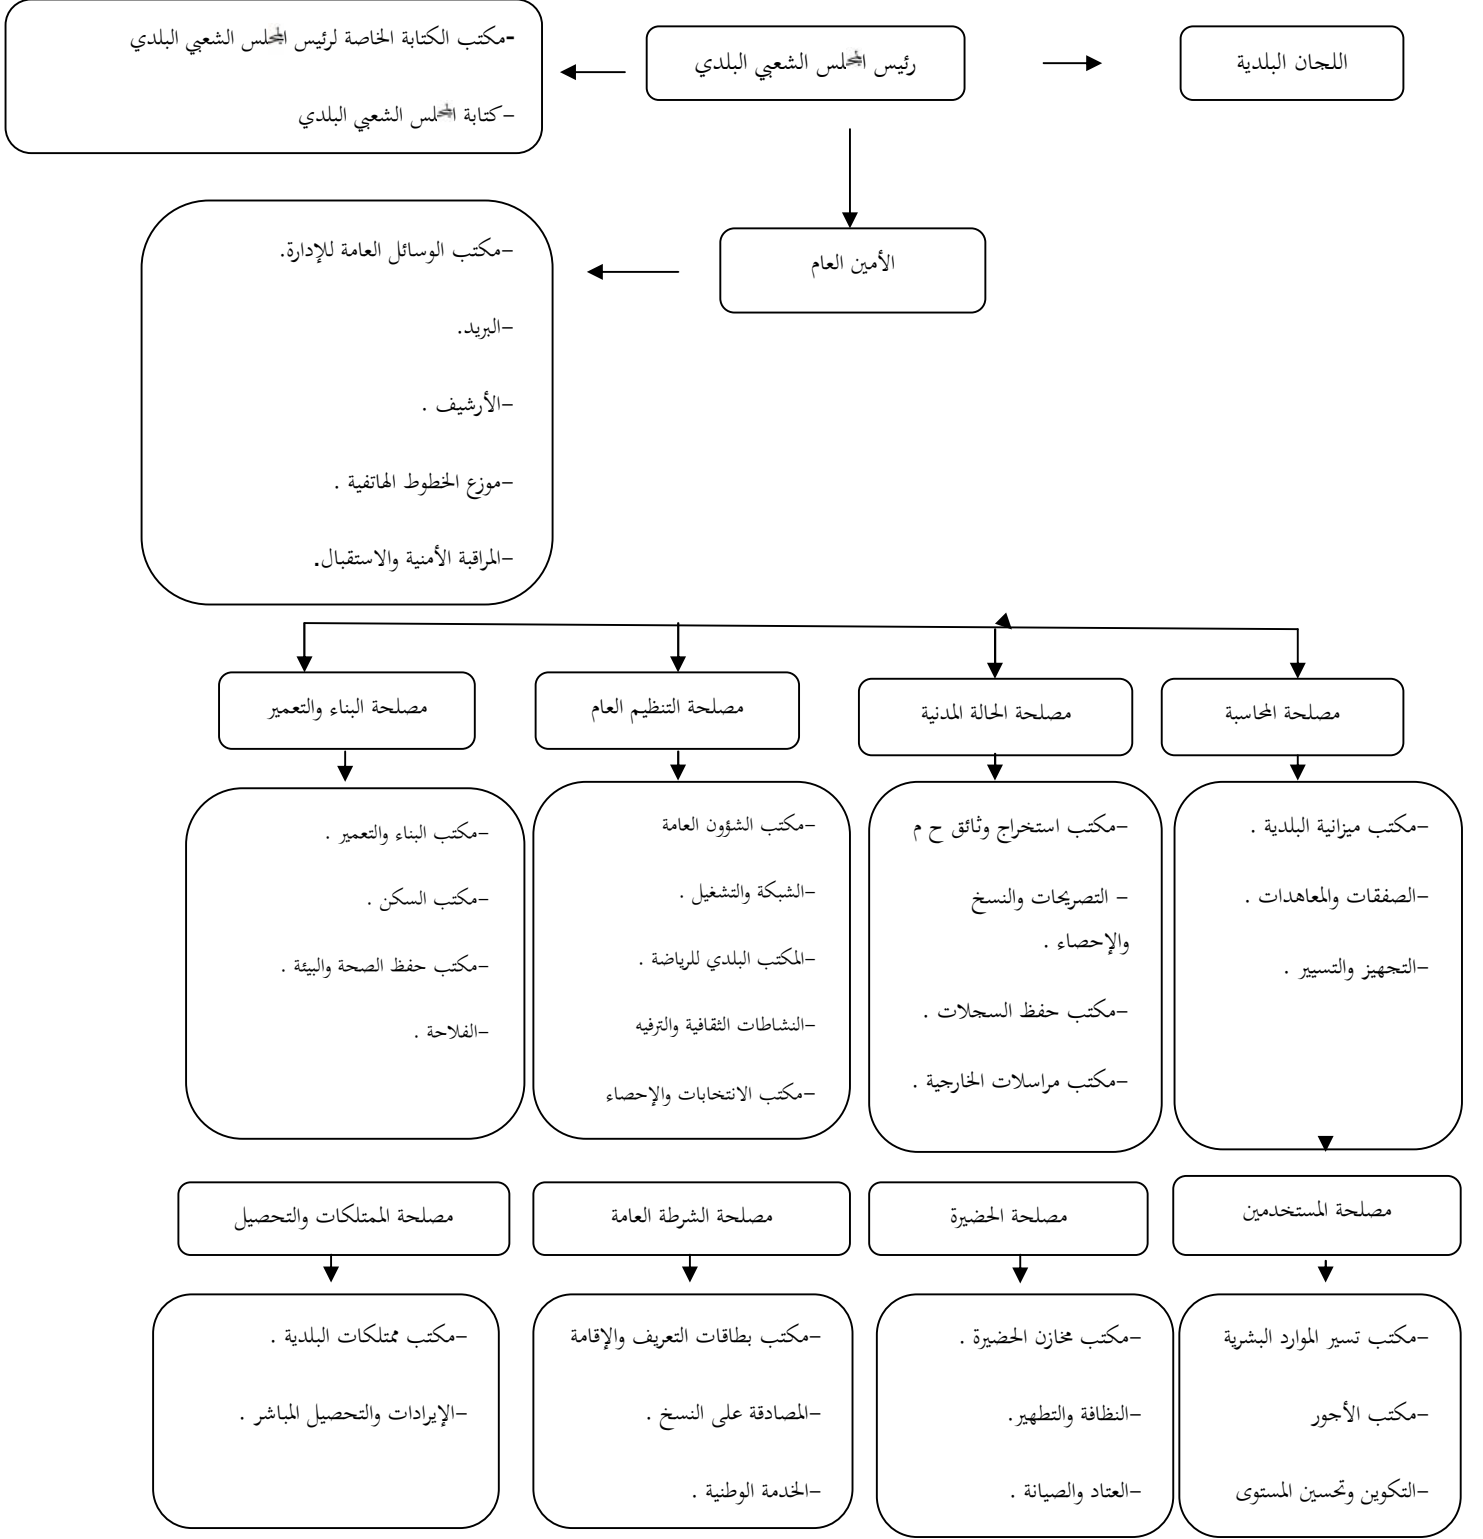 اللجان البلدية
رئيس المجلس الشعبي البلدي
-مكتب الكتابة الخاصة لرئيس المجلس الشعبي البلدي
-كتابة المجلس الشعبي البلدي
الأمين العام
-مكتب الوسائل العامة للإدارة.
-البريد.
-الأرشيف .
-موزع الخطوط الهاتفية .
-المراقبة الأمنية والاستقبال.
مصلحة المحاسبة
مصلحة الحالة المدنية
مصلحة التنظيم العام
مصلحة البناء والتعمير
-مكتب ميزانية البلدية .
-الصفقات والمعاهدات .
-التجهيز والتسيير .
-مكتب استخراج وثائق ح م
- التصريحات والنسخ
والإحصاء .
-مكتب حفظ السجلات .
-مكتب مراسلات الخارجية .
-مكتب الشؤون العامة
-الشبكة والتشغيل .
-المكتب البلدي للرياضة .
-النشاطات الثقافية والترفيه
-مكتب الانتخابات والإحصاء
-مكتب البناء والتعمير .
-مكتب السكن .
-مكتب حفظ الصحة والبيئة .
-الفلاحة .
مصلحة المستخدمين
مصلحة الحضيرة
مصلحة الشرطة العامة
مصلحة الممتلكات والتحصيل
-مكتب تسير الموارد البشرية
-مكتب الأجور
-التكوين وتحسين المستوى
-مكتب مخازن الحضيرة .
-النظافة والتطهير.
-العتاد والصيانة .
-مكتب بطاقات التعريف والإقامة
-المصادقة على النسخ .
-الخدمة الوطنية .
-مكتب ممتلكات البلدية .
-الإيرادات والتحصيل المباشر .